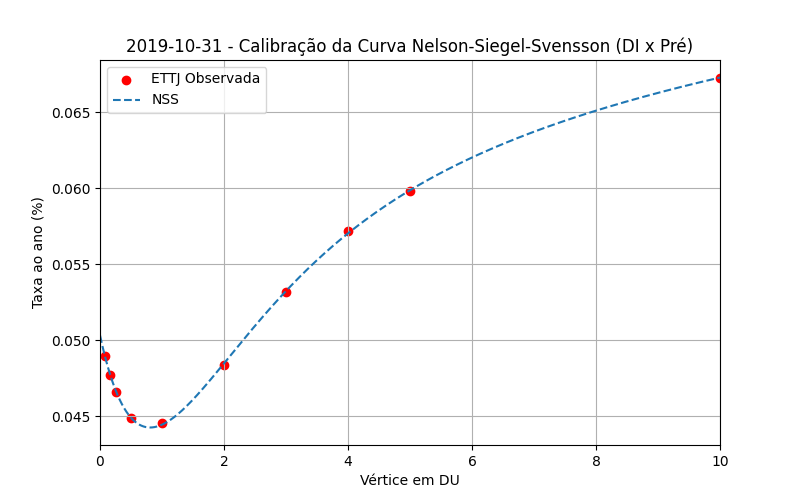 2019-10-31 - Calibração da Curva Nelson-Siegel-Svensson (DI x Pré)
ETTJ Observada
NSS
0.065
0.060
0.055
0.050
0.045
Taxa ao ano (%)
0 2 4 6 8 10
Vértice em DU